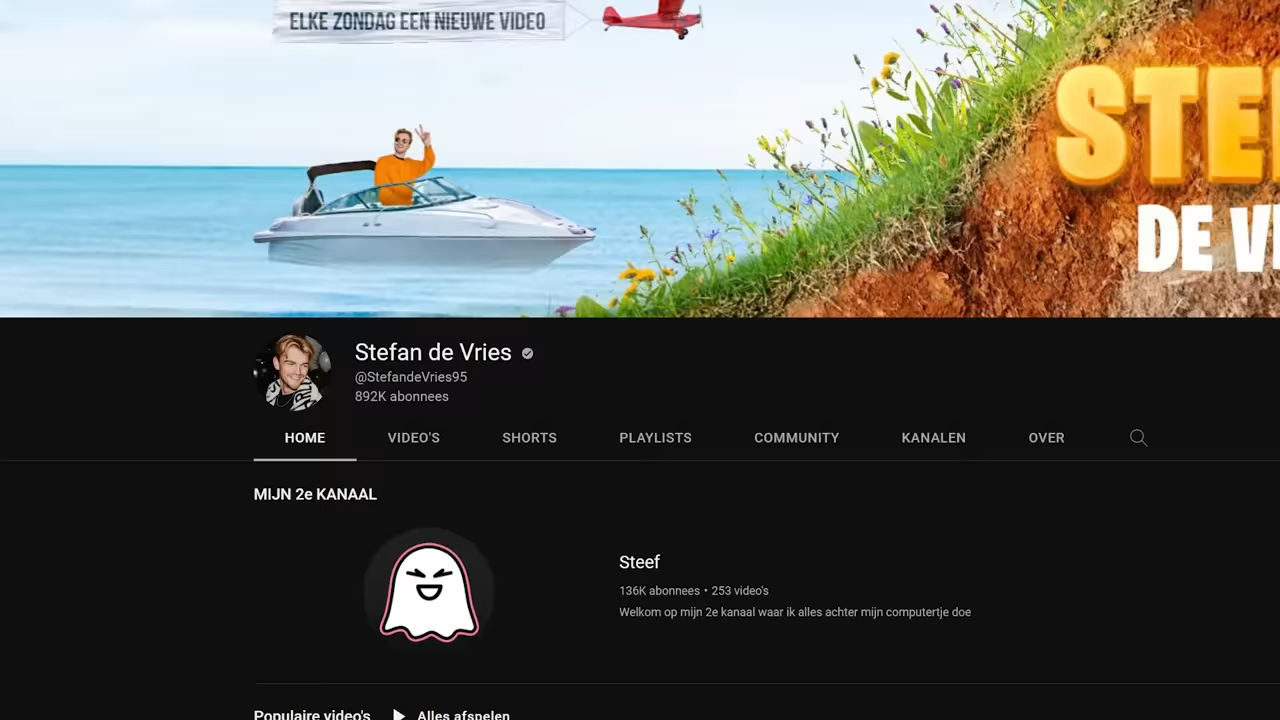 ELKE ZONDAG EEN NIEUWE VIDEO
STE
DE V
Stefan de Vries
@StefandeVries95
892K abonnees
HOME VIDEO'S SHORTS PLAYLISTS COMMUNITY KANALEN OVER
MIJN 2e KANAAL
Steef
136K abonnees • 253 video's
Welkom op mijn 2e kanaal waar ik alles achter mijn computertje doe
Populaire video's Alles afspelen